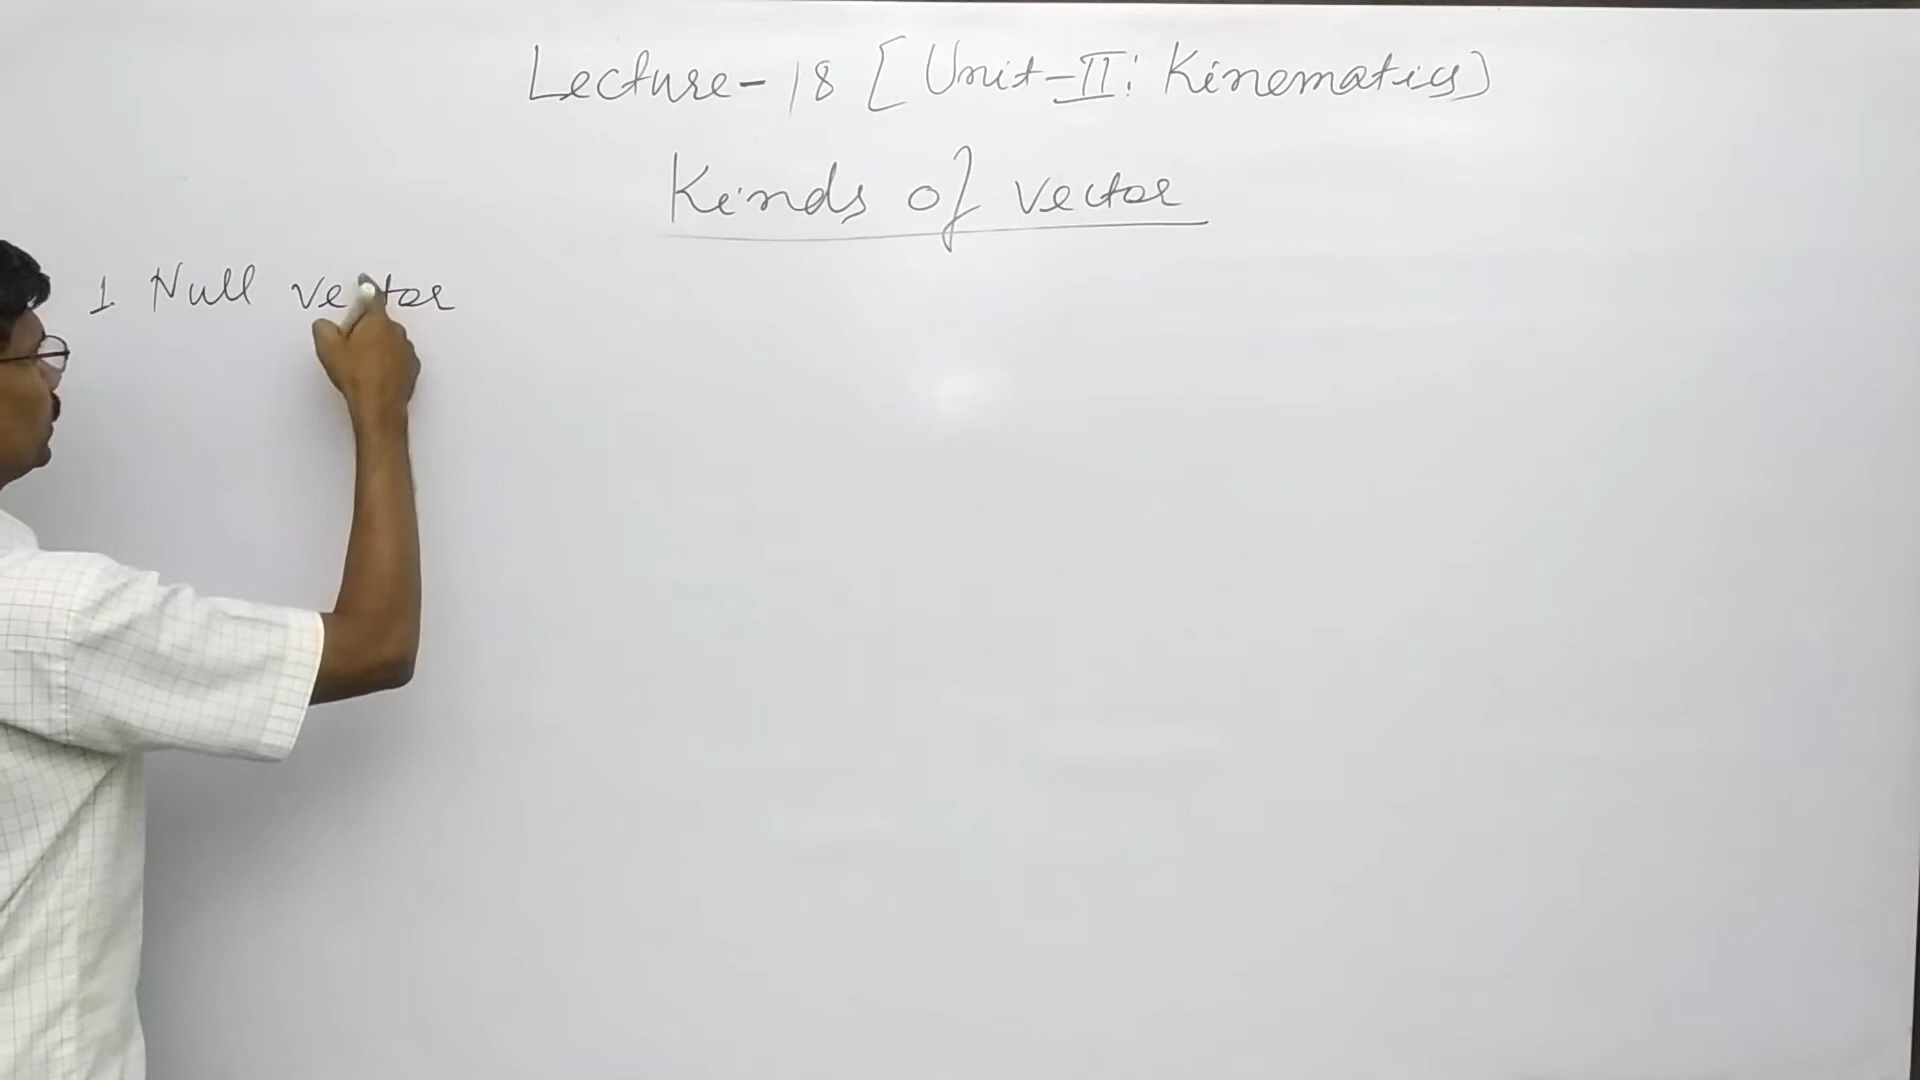 Lecture-18 [Unit-II: Kinematics)
Kinds of vector
1 Null vector